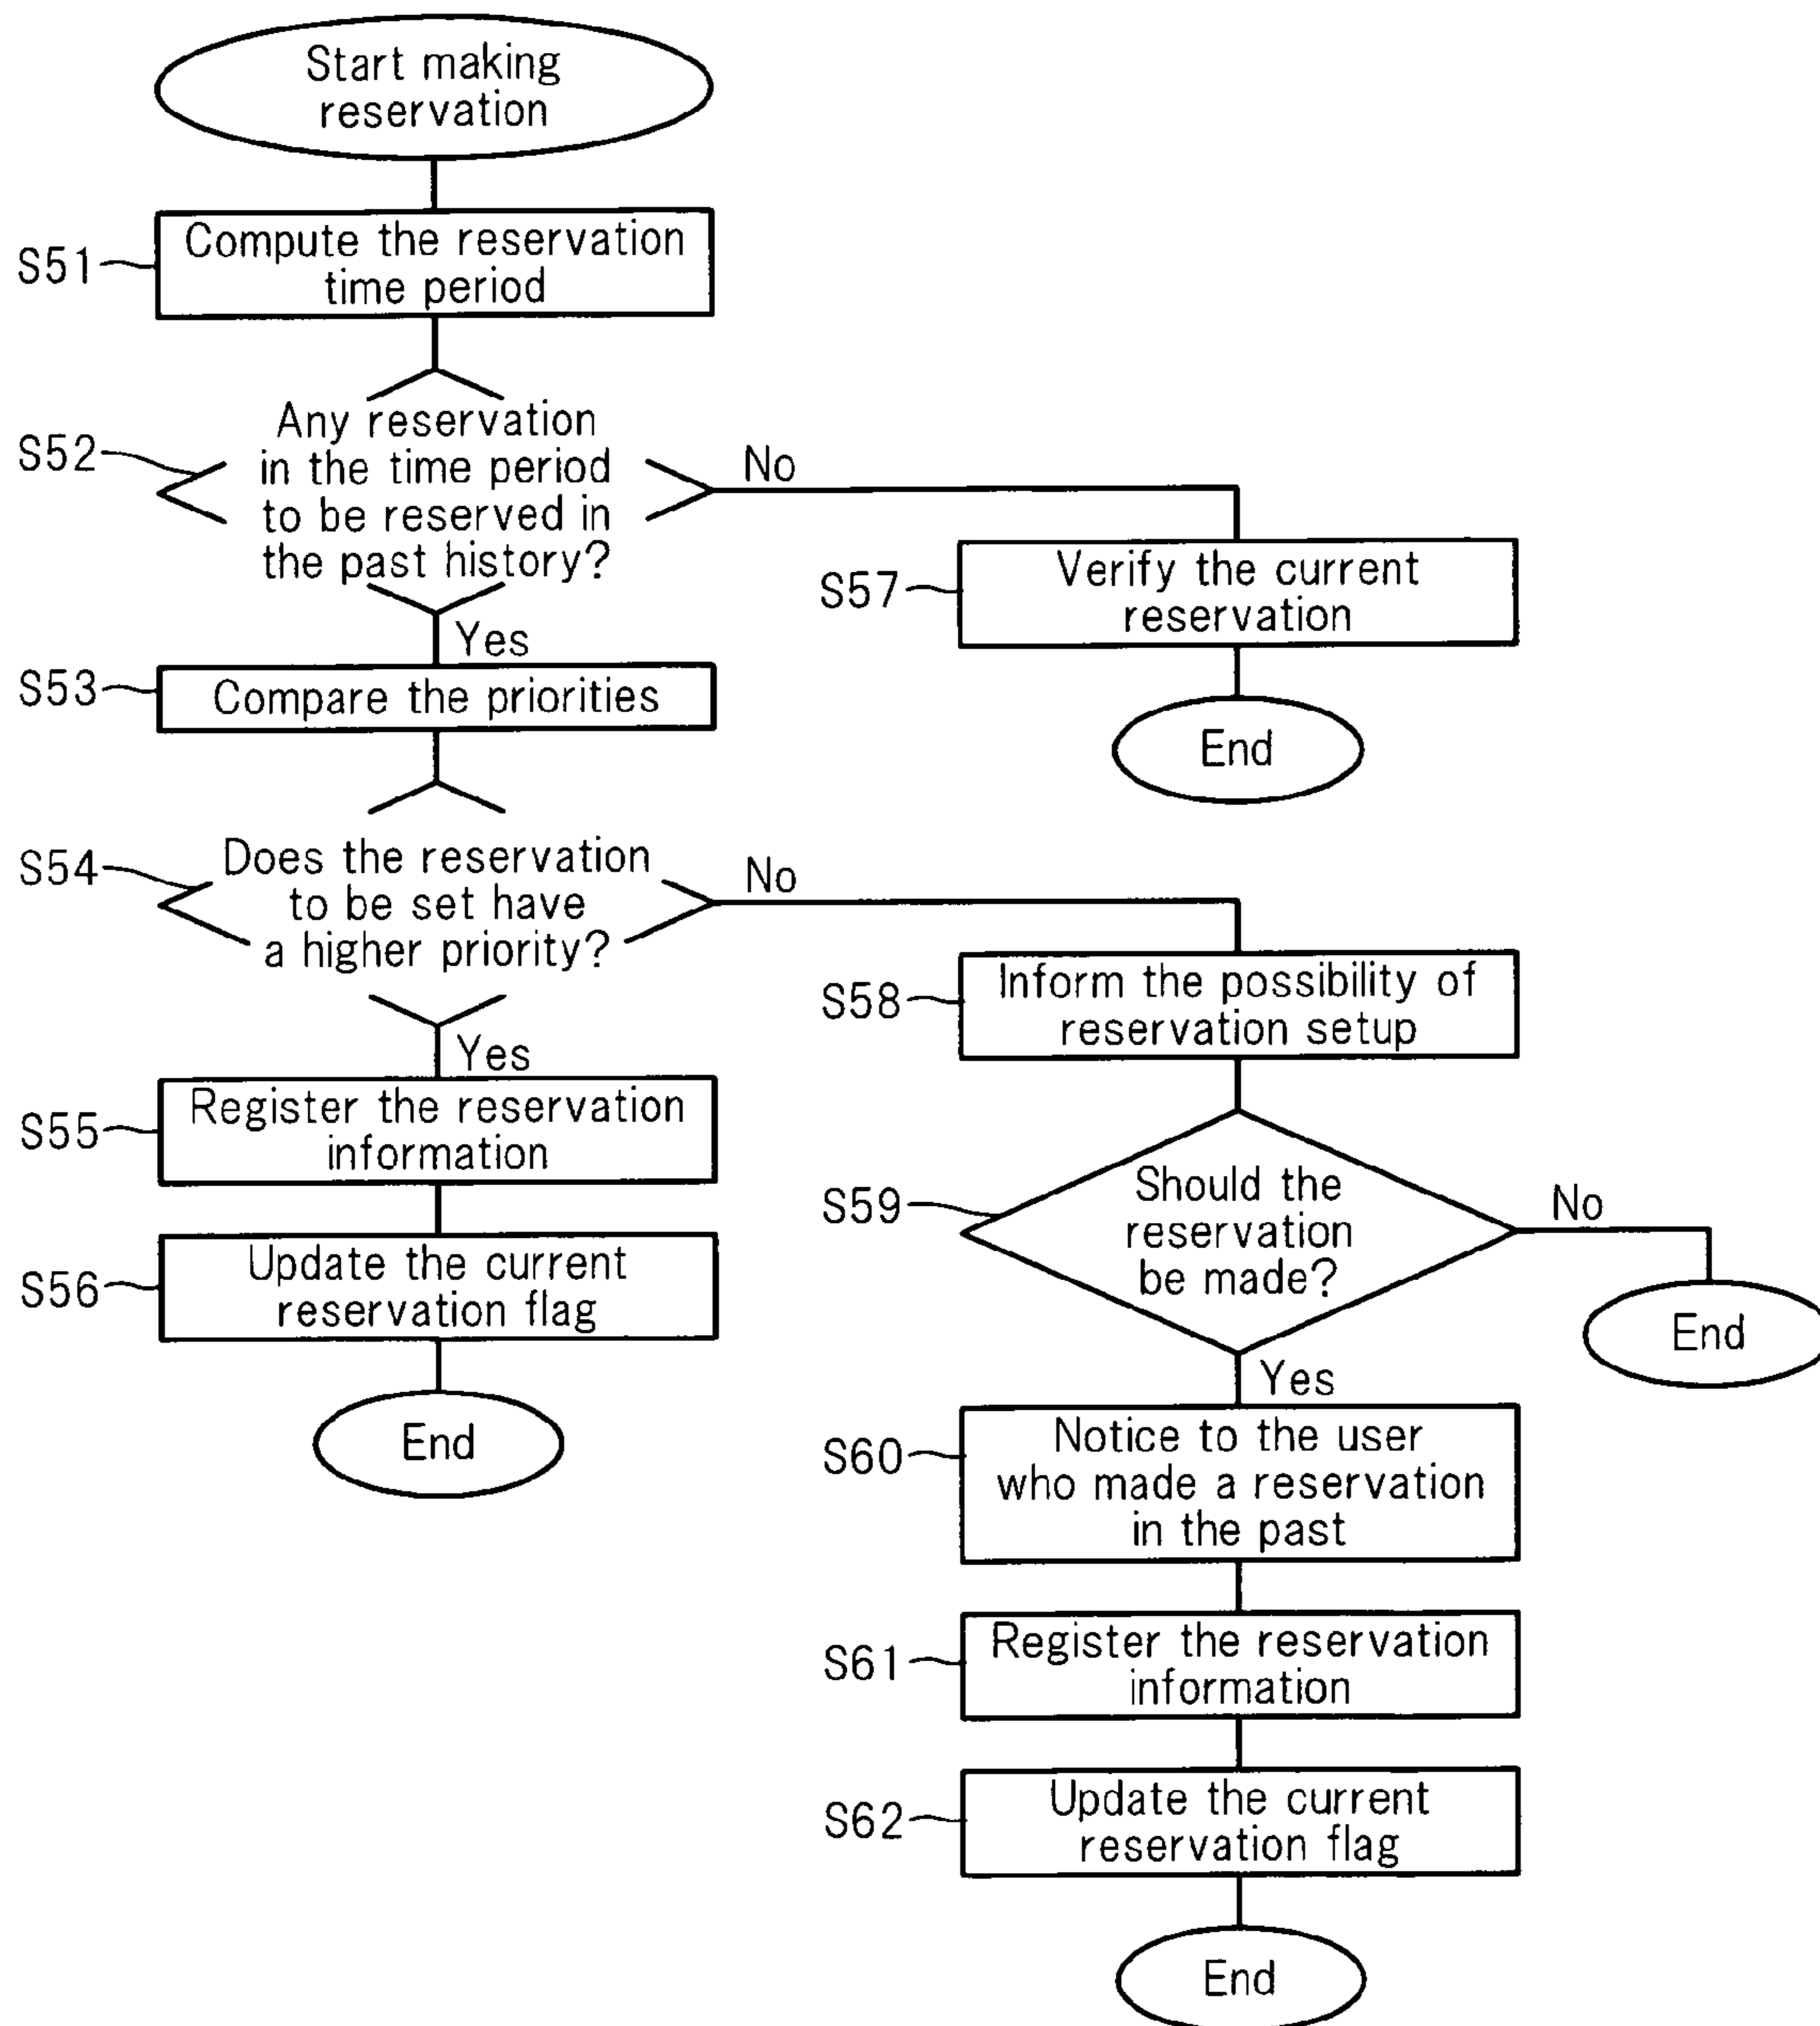 Start making
reservation
S51
Compute the reservation
time period
S52
Any reservation
in the time period
to be reserved in
the past history?
No
Yes
S57
Verify the current
reservation
End
S53
Compare the priorities
S54
Does the reservation
to be set have
a higher priority?
No
Yes
S55
Register the reservation
information
S56
Update the current
reservation flag
End
S58
Inform the possibility of
reservation setup
S59
Should the
reservation
be made?
No
End
Yes
S60
Notice to the user
who made a reservation
in the past
S61
Register the reservation
information
S62
Update the current
reservation flag
End